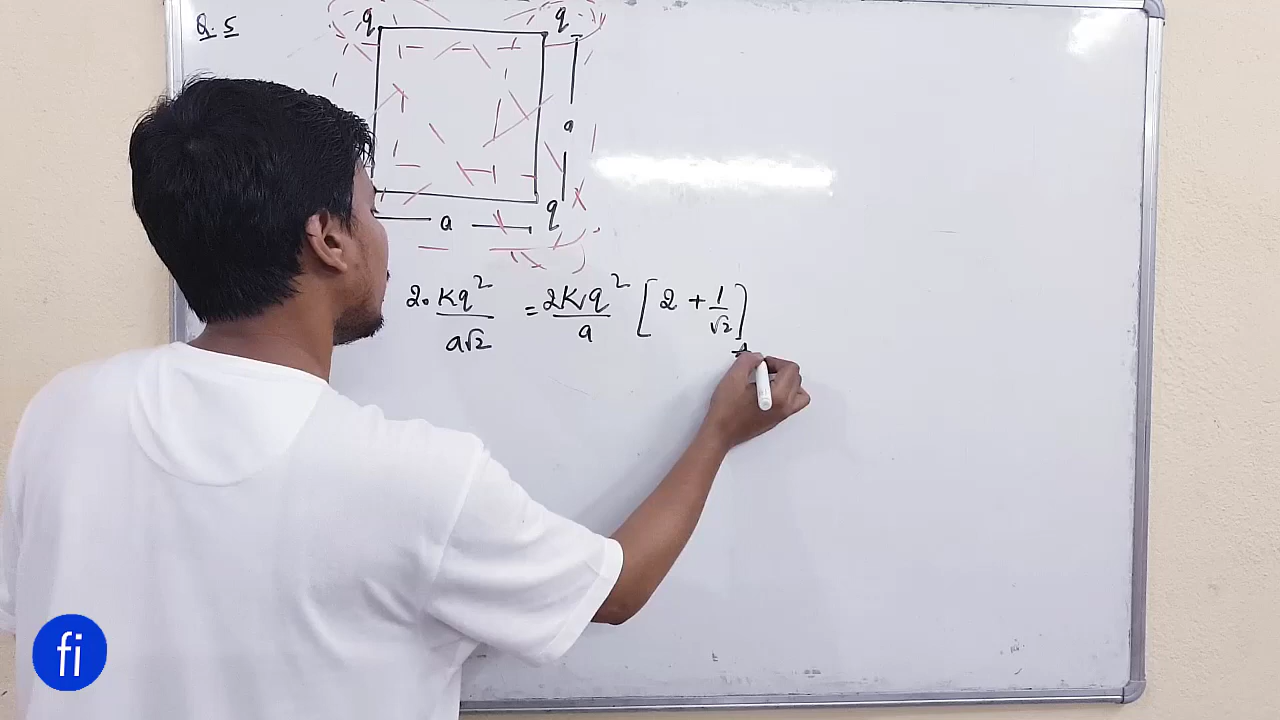 Q. 5
q q
a
a q
2. Kq² / a√2 = 2Kq² / a [2 + 1/√2]
fi